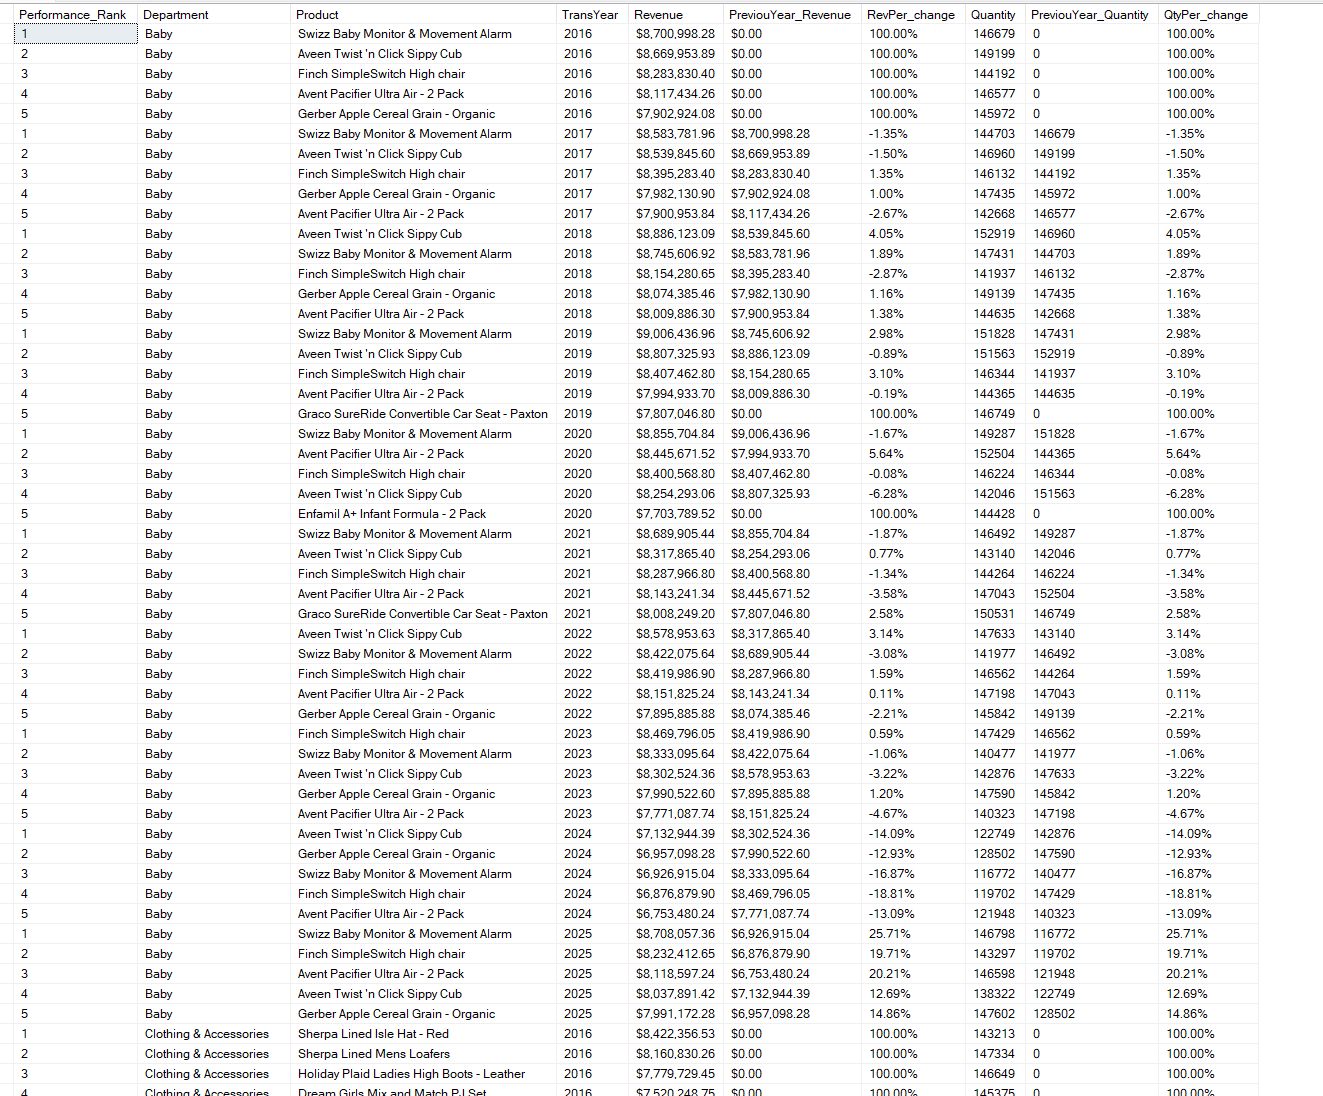 Performance_Rank Department Product TransYear Revenue PreviouYear_Revenue RevPer_change Quantity PreviouYear_Quantity QtyPer_change
1 Baby Swizz Baby Monitor & Movement Alarm 2016 $8,700,998.28 $0.00 100.00% 146679 0 100.00%
2 Baby Aveen Twist 'n Click Sippy Cub 2016 $8,669,953.89 $0.00 100.00% 149199 0 100.00%
3 Baby Finch SimpleSwitch High chair 2016 $8,283,830.40 $0.00 100.00% 144192 0 100.00%
4 Baby Avent Pacifier Ultra Air - 2 Pack 2016 $8,117,434.26 $0.00 100.00% 146577 0 100.00%
5 Baby Gerber Apple Cereal Grain - Organic 2016 $7,902,924.08 $0.00 100.00% 145972 0 100.00%
1 Baby Swizz Baby Monitor & Movement Alarm 2017 $8,583,781.96 $8,700,998.28 -1.35% 144703 146679 -1.35%
2 Baby Aveen Twist 'n Click Sippy Cub 2017 $8,539,845.60 $8,669,953.89 -1.50% 146960 149199 -1.50%
3 Baby Finch SimpleSwitch High chair 2017 $8,395,283.40 $8,283,830.40 1.35% 146132 144192 1.35%
4 Baby Gerber Apple Cereal Grain - Organic 2017 $7,982,130.90 $7,902,924.08 1.00% 147435 145972 1.00%
5 Baby Avent Pacifier Ultra Air - 2 Pack 2017 $7,900,953.84 $8,117,434.26 -2.67% 142668 146577 -2.67%
1 Baby Aveen Twist 'n Click Sippy Cub 2018 $8,886,123.09 $8,539,845.60 4.05% 152919 146960 4.05%
2 Baby Swizz Baby Monitor & Movement Alarm 2018 $8,745,606.92 $8,583,781.96 1.89% 147431 144703 1.89%
3 Baby Finch SimpleSwitch High chair 2018 $8,154,280.65 $8,395,283.40 -2.87% 141937 146132 -2.87%
4 Baby Gerber Apple Cereal Grain - Organic 2018 $8,074,385.46 $7,982,130.90 1.16% 149139 147435 1.16%
5 Baby Avent Pacifier Ultra Air - 2 Pack 2018 $8,009,886.30 $7,900,953.84 1.38% 144635 142668 1.38%
1 Baby Swizz Baby Monitor & Movement Alarm 2019 $9,006,436.96 $8,745,606.92 2.98% 151828 147431 2.98%
2 Baby Aveen Twist 'n Click Sippy Cub 2019 $8,807,325.93 $8,886,123.09 -0.89% 151563 152919 -0.89%
3 Baby Finch SimpleSwitch High chair 2019 $8,407,462.80 $8,154,280.65 3.10% 146344 141937 3.10%
4 Baby Avent Pacifier Ultra Air - 2 Pack 2019 $7,994,933.70 $8,009,886.30 -0.19% 144365 144635 -0.19%
5 Baby Graco SureRide Convertible Car Seat - Paxton 2019 $7,807,046.80 $0.00 100.00% 146749 0 100.00%
1 Baby Swizz Baby Monitor & Movement Alarm 2020 $8,855,704.84 $9,006,436.96 -1.67% 149287 151828 -1.67%
2 Baby Avent Pacifier Ultra Air - 2 Pack 2020 $8,445,671.52 $7,994,933.70 5.64% 152504 144365 5.64%
3 Baby Finch SimpleSwitch High chair 2020 $8,400,568.80 $8,407,462.80 -0.08% 146224 146344 -0.08%
4 Baby Aveen Twist 'n Click Sippy Cub 2020 $8,254,293.06 $8,807,325.93 -6.28% 142046 151563 -6.28%
5 Baby Enfamil A+ Infant Formula - 2 Pack 2020 $7,703,789.52 $0.00 100.00% 144428 0 100.00%
1 Baby Swizz Baby Monitor & Movement Alarm 2021 $8,689,905.44 $8,855,704.84 -1.87% 146492 149287 -1.87%
2 Baby Aveen Twist 'n Click Sippy Cub 2021 $8,317,865.40 $8,254,293.06 0.77% 143140 142046 0.77%
3 Baby Finch SimpleSwitch High chair 2021 $8,287,966.80 $8,400,568.80 -1.34% 144264 146224 -1.34%
4 Baby Avent Pacifier Ultra Air - 2 Pack 2021 $8,143,241.34 $8,445,671.52 -3.58% 147043 152504 -3.58%
5 Baby Graco SureRide Convertible Car Seat - Paxton 2021 $8,008,249.20 $7,807,046.80 2.58% 150531 146749 2.58%
1 Baby Aveen Twist 'n Click Sippy Cub 2022 $8,578,953.63 $8,317,865.40 3.14% 147633 143140 3.14%
2 Baby Swizz Baby Monitor & Movement Alarm 2022 $8,422,075.64 $8,689,905.44 -3.08% 141977 146492 -3.08%
3 Baby Finch SimpleSwitch High chair 2022 $8,419,986.90 $8,287,966.80 1.59% 146562 144264 1.59%
4 Baby Avent Pacifier Ultra Air - 2 Pack 2022 $8,151,825.24 $8,143,241.34 0.11% 147198 147043 0.11%
5 Baby Gerber Apple Cereal Grain - Organic 2022 $7,895,885.88 $8,074,385.46 -2.21% 145842 149139 -2.21%
1 Baby Finch SimpleSwitch High chair 2023 $8,469,796.05 $8,419,986.90 0.59% 147429 146562 0.59%
2 Baby Swizz Baby Monitor & Movement Alarm 2023 $8,333,095.64 $8,422,075.64 -1.06% 140477 141977 -1.06%
3 Baby Aveen Twist 'n Click Sippy Cub 2023 $8,302,524.36 $8,578,953.63 -3.22% 142876 147633 -3.22%
4 Baby Gerber Apple Cereal Grain - Organic 2023 $7,990,522.60 $7,895,885.88 1.20% 147590 145842 1.20%
5 Baby Avent Pacifier Ultra Air - 2 Pack 2023 $7,771,087.74 $8,151,825.24 -4.67% 140323 147198 -4.67%
1 Baby Aveen Twist 'n Click Sippy Cub 2024 $7,132,944.39 $8,302,524.36 -14.09% 122749 142876 -14.09%
2 Baby Gerber Apple Cereal Grain - Organic 2024 $6,957,098.28 $7,990,522.60 -12.93% 128502 147590 -12.93%
3 Baby Swizz Baby Monitor & Movement Alarm 2024 $6,926,915.04 $8,333,095.64 -16.87% 116772 140477 -16.87%
4 Baby Finch SimpleSwitch High chair 2024 $6,876,879.90 $8,469,796.05 -18.81% 119702 147429 -18.81%
5 Baby Avent Pacifier Ultra Air - 2 Pack 2024 $6,753,480.24 $7,771,087.74 -13.09% 121948 140323 -13.09%
1 Baby Swizz Baby Monitor & Movement Alarm 2025 $8,708,057.36 $6,926,915.04 25.71% 146798 116772 25.71%
2 Baby Finch SimpleSwitch High chair 2025 $8,232,412.65 $6,876,879.90 19.71% 143297 119702 19.71%
3 Baby Avent Pacifier Ultra Air - 2 Pack 2025 $8,118,597.24 $6,753,480.24 20.21% 146598 121948 20.21%
4 Baby Aveen Twist 'n Click Sippy Cub 2025 $8,037,891.42 $7,132,944.39 12.69% 138322 122749 12.69%
5 Baby Gerber Apple Cereal Grain - Organic 2025 $7,991,172.28 $6,957,098.28 14.86% 147602 128502 14.86%
1 Clothing & Accessories Sherpa Lined Isle Hat - Red 2016 $8,422,356.53 $0.00 100.00% 143213 0 100.00%
2 Clothing & Accessories Sherpa Lined Mens Loafers 2016 $8,160,830.26 $0.00 100.00% 147334 0 100.00%
3 Clothing & Accessories Holiday Plaid Ladies High Boots - Leather 2016 $7,779,729.45 $0.00 100.00% 146649 0 100.00%
4 Clothing & Accessories Dream Girls Mix and Match PJ Set 2016 $7,520,248.75 $0.00 100.00% 145375 0 100.00%